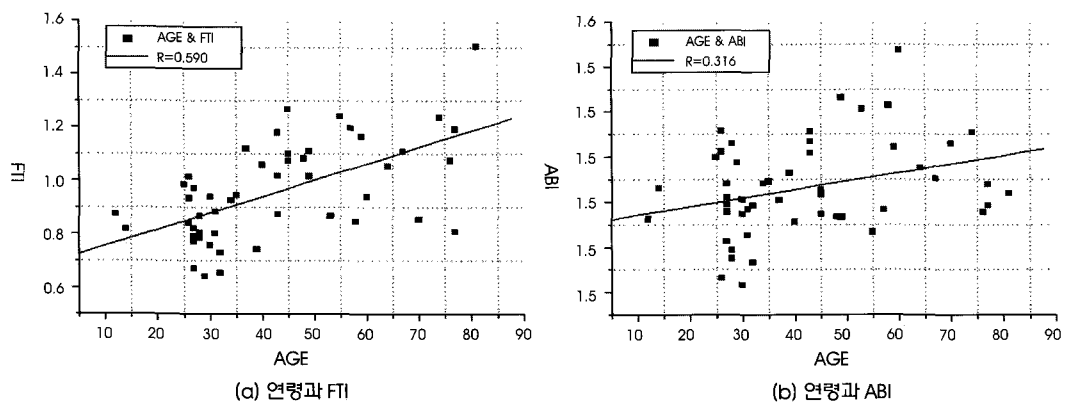 1.6
1.4
1.2
1.0
0.8
0.6
FTI
AGE & FTI
R=0.590
10 20 30 40 50 60 70 80 90
AGE
(a) 연령과 FTI
1.6
1.5
1.5
1.5
1.5
1.5
1.5
ABI
AGE & ABI
R=0.316
10 20 30 40 50 60 70 80 90
AGE
(b) 연령과 ABI